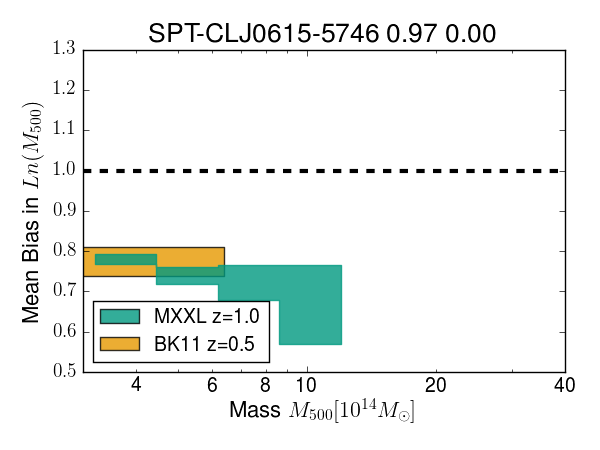 SPT-CLJ0615-5746 0.97 0.00
1.3
1.2
1.1
1.0
0.9
0.8
0.7
0.6
0.5
Mean Bias in Ln(M₅₀₀)
MXXL z=1.0
BK11 z=0.5
4 6 8 10 20 40
Mass M₅₀₀[10¹⁴M☉]